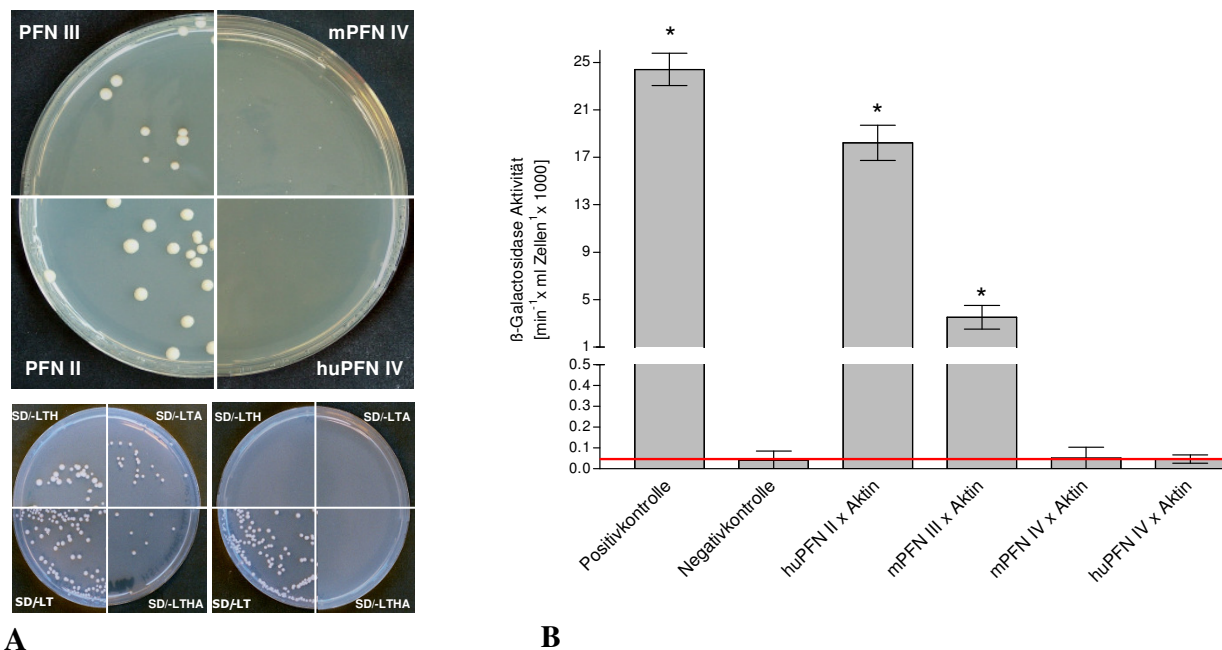 PFN III
mPFN IV
PFN II
huPFN IV
SD/-LTH
SD/-LTA
SD/-LT
SD/-LTHA
SD/-LTH
SD/-LTA
SD/-LT
SD/-LTHA
A
ß-Galactosidase Aktivität
[min⁻¹x ml Zellen¹x 1000]
25
21
17
13
9
5
1
0.5
0.4
0.3
0.2
0.1
0.0
*
*
*
Positivkontrolle
Negativkontrolle
huPFN II x Aktin
mPFN III x Aktin
mPFN IV x Aktin
huPFN IV x Aktin
B